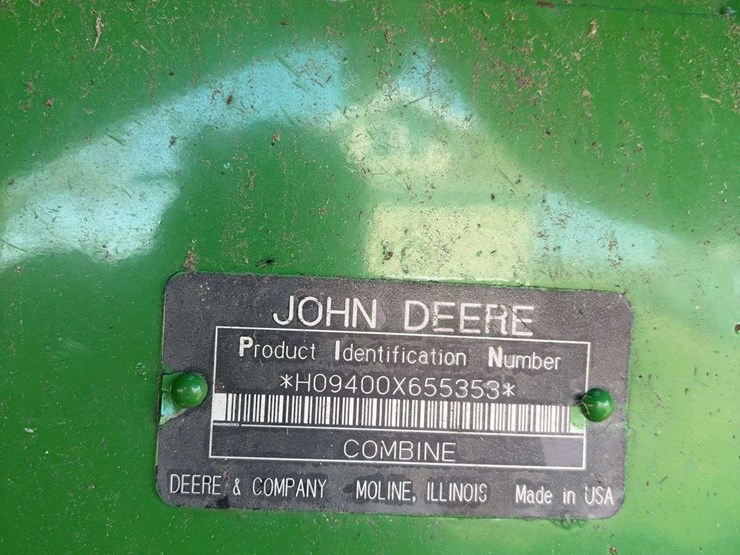 JOHN DEERE
Product Identification Number
*H09400X655353*
COMBINE
DEERE & COMPANY MOLINE, ILLINOIS Made in USA